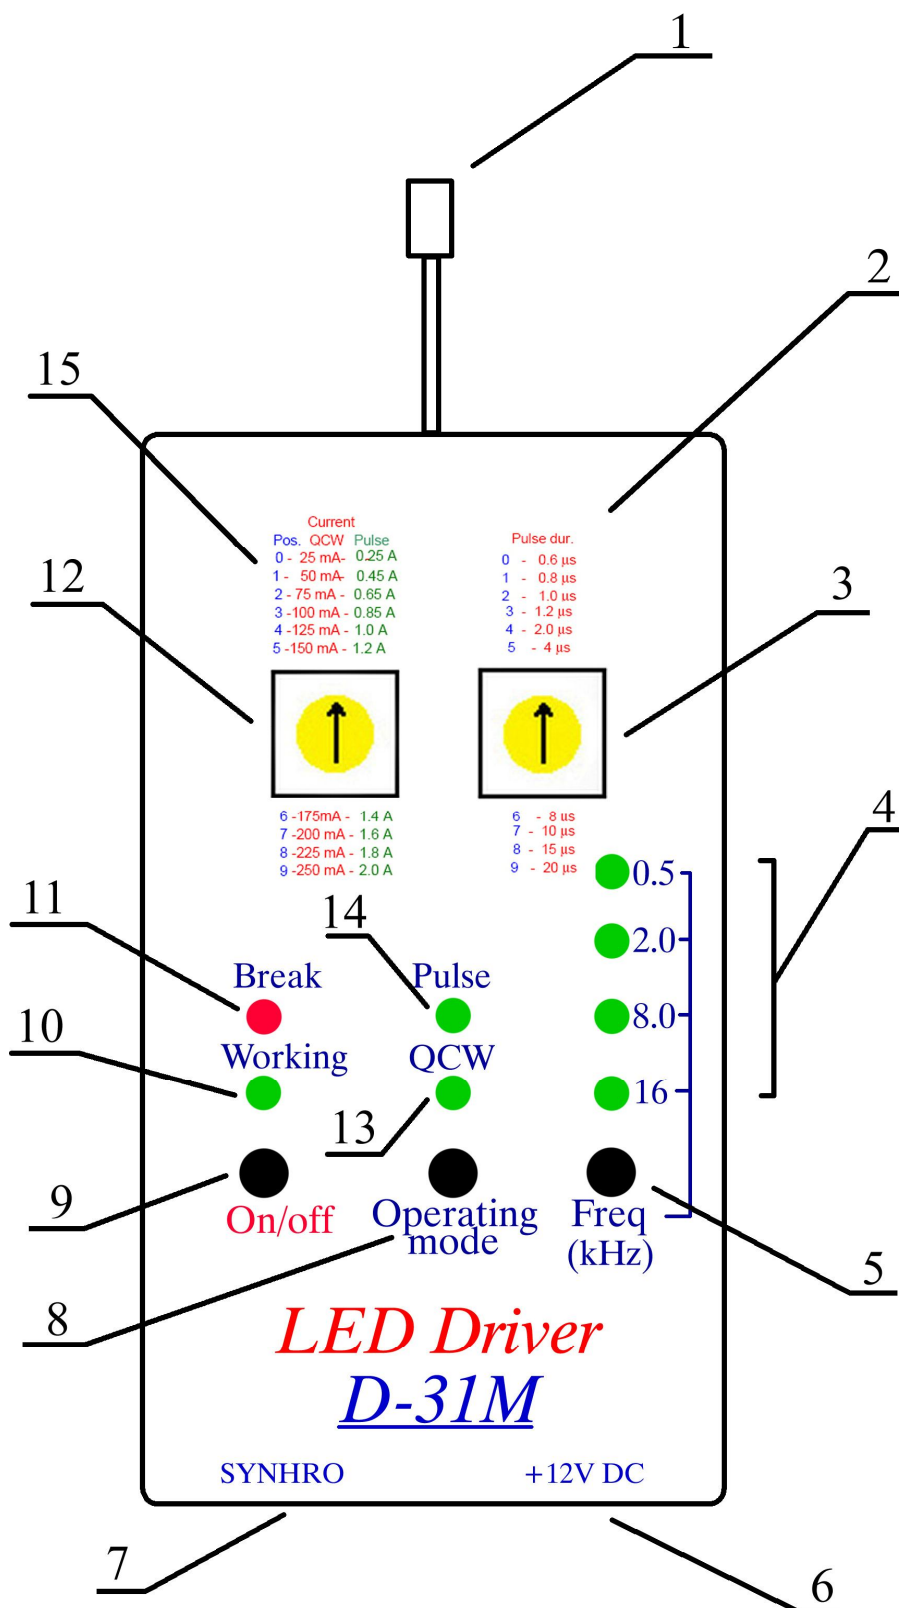 1
2
15
Current
Pos. QCW Pulse
0 - 25 mA- 0.25 A
1 - 50 mA- 0.45 A
2 - 75 mA - 0.65 A
3 -100 mA - 0.85 A
4 -125 mA - 1.0 A
5 -150 mA - 1.2 A
Pulse dur.
0 - 0.6 µs
1 - 0.8 µs
2 - 1.0 µs
3 - 1.2 µs
4 - 2.0 µs
5 - 4 µs
12
3
6 -175mA - 1.4 A
7 -200 mA - 1.6 A
8 -225 mA - 1.8 A
9 -250 mA - 2.0 A
6 - 8 µs
7 - 10 µs
8 - 15 µs
9 - 20 µs
4
0.5
2.0
8.0
16
11
14
Break
Pulse
10
Working
QCW
13
9
On/off
Operating
mode
Freq
(kHz)
5
8
LED Driver
D-31M
SYNHRO
+12V DC
7
6